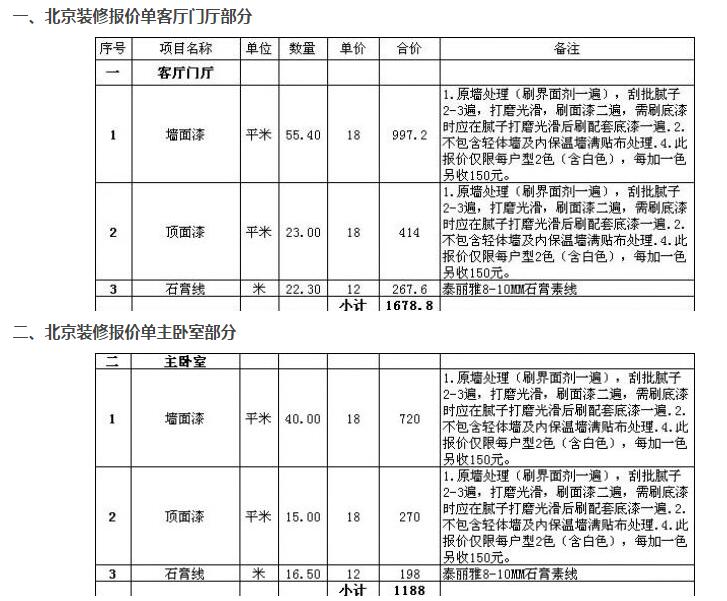 一、北京装修报价单客厅门厅部分
序号 项目名称 单位 数量 单价 合价 备注
一 客厅门厅
1 墙面漆 平米 55.40 18 997.2
1.原墙处理（刷界面剂一遍），刮批腻子
2-3遍，打磨光滑，刷面漆二遍，需刷底漆
时应在腻子打磨光滑后刷配套底漆一遍.2.
不包含轻体墙及内保温墙满贴布处理.4.此
报价仅限每户型2色（含白色），每加一色
另收150元。
2 顶面漆 平米 23.00 18 414
1.原墙处理（刷界面剂一遍），刮批腻子
2-3遍，打磨光滑，刷面漆二遍，需刷底漆
时应在腻子打磨光滑后刷配套底漆一遍.2.
不包含轻体墙及内保温墙满贴布处理.4.此
报价仅限每户型2色（含白色），每加一色
另收150元。
3 石膏线 米 22.30 12 267.6 泰丽雅8-10MM石膏素线
小计 1678.8
二、北京装修报价单主卧室部分
二 主卧室
1 墙面漆 平米 40.00 18 720
1.原墙处理（刷界面剂一遍），刮批腻子
2-3遍，打磨光滑，刷面漆二遍，需刷底漆
时应在腻子打磨光滑后刷配套底漆一遍.2.
不包含轻体墙及内保温墙满贴布处理.4.此
报价仅限每户型2色（含白色），每加一色
另收150元。
2 顶面漆 平米 15.00 18 270
1.原墙处理（刷界面剂一遍），刮批腻子
2-3遍，打磨光滑，刷面漆二遍，需刷底漆
时应在腻子打磨光滑后刷配套底漆一遍.2.
不包含轻体墙及内保温墙满贴布处理.4.此
报价仅限每户型2色（含白色），每加一色
另收150元。
3 石膏线 米 16.50 12 198 泰丽雅8-10MM石膏素线
小计 1188